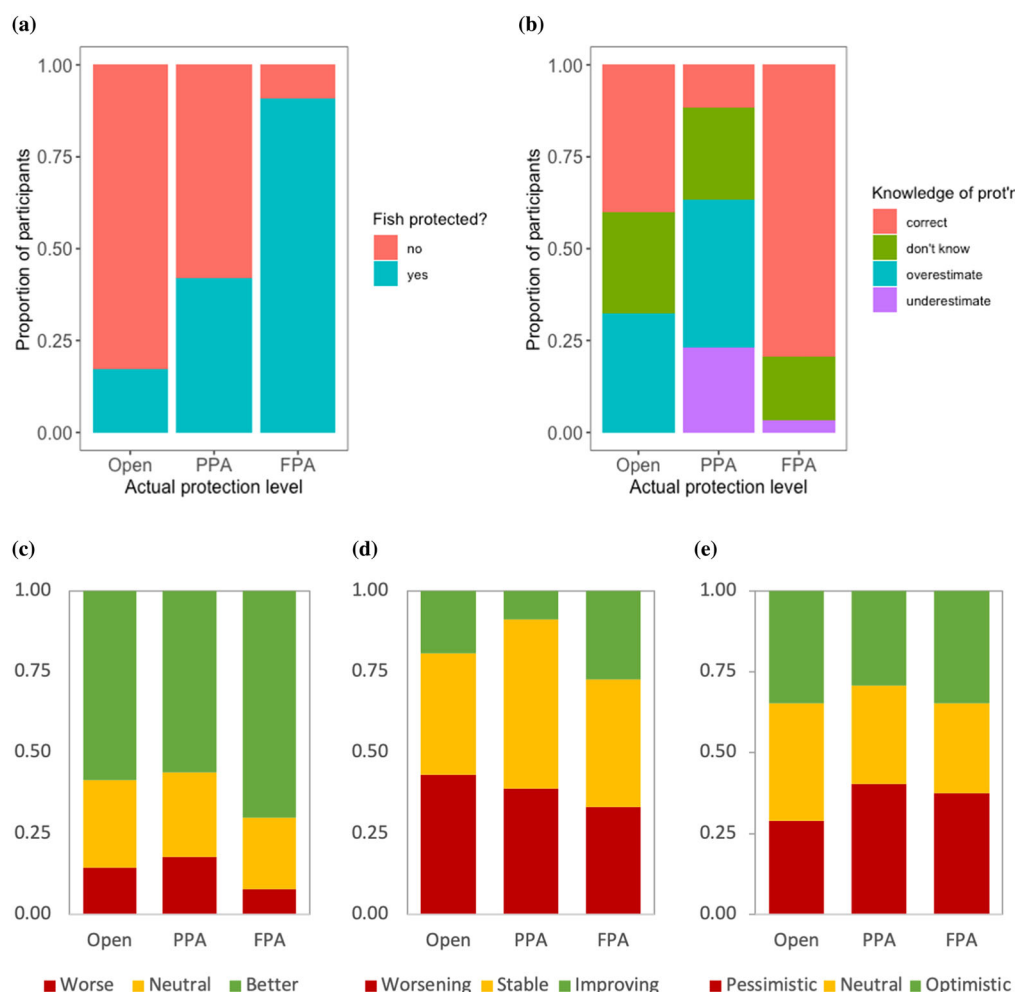 (a)
1.00
0.75
0.50
0.25
0.00
Proportion of participants
Open PPA FPA
Actual protection level
Fish protected?
no
yes
(b)
1.00
0.75
0.50
0.25
0.00
Proportion of participants
Open PPA FPA
Actual protection level
Knowledge of prot'r
correct
don't know
overestimate
underestimate
(c)
1.00
0.75
0.50
0.25
0.00
Open PPA FPA
Worse Neutral Better
(d)
1.00
0.75
0.50
0.25
0.00
Open PPA FPA
Worsening Stable Improving
(e)
1.00
0.75
0.50
0.25
0.00
Open PPA FPA
Pessimistic Neutral Optimistic